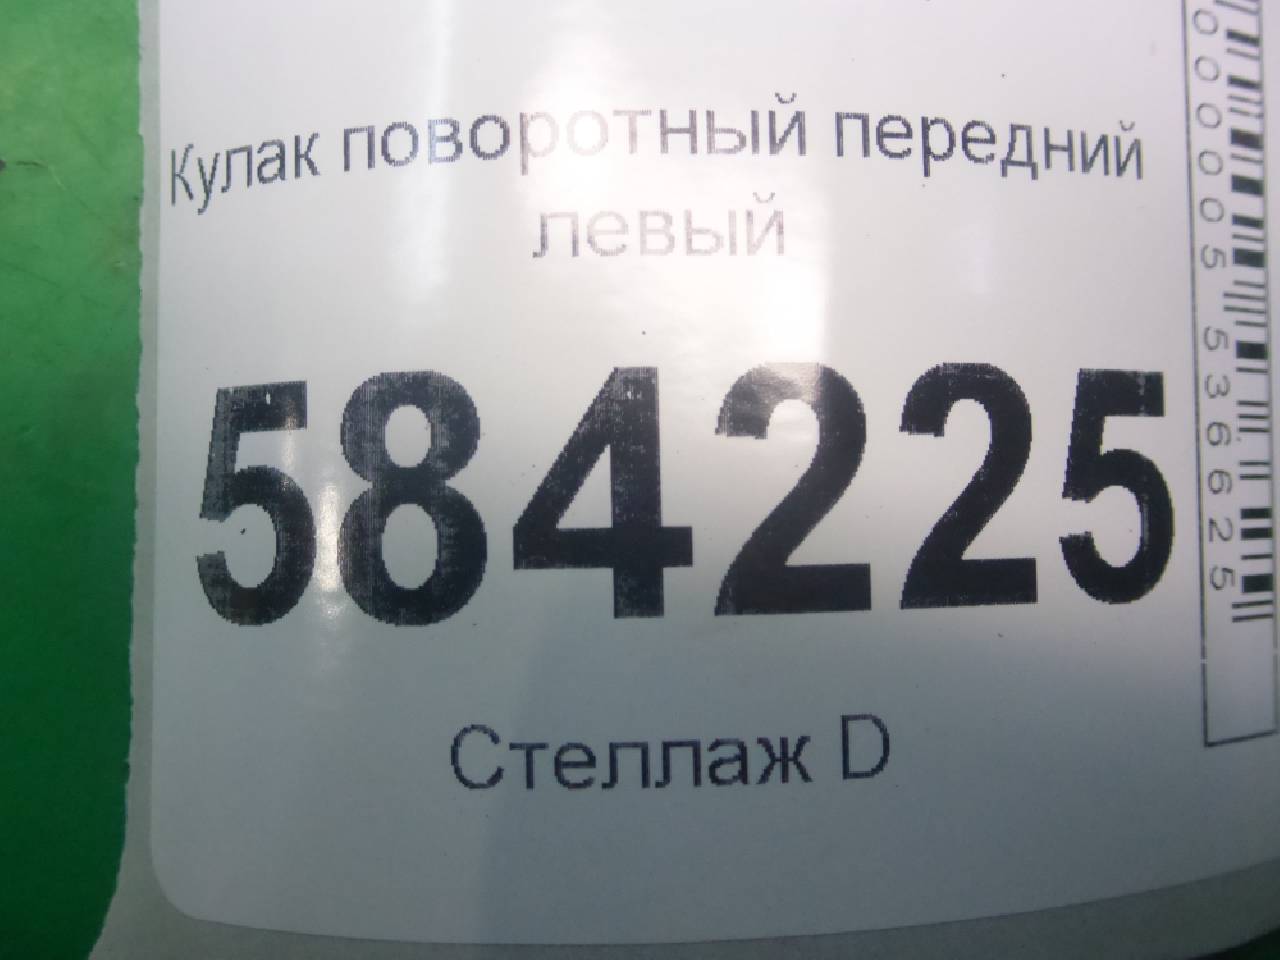 Кулак поворотный передний
левый
584225
Стеллаж D
000005536625